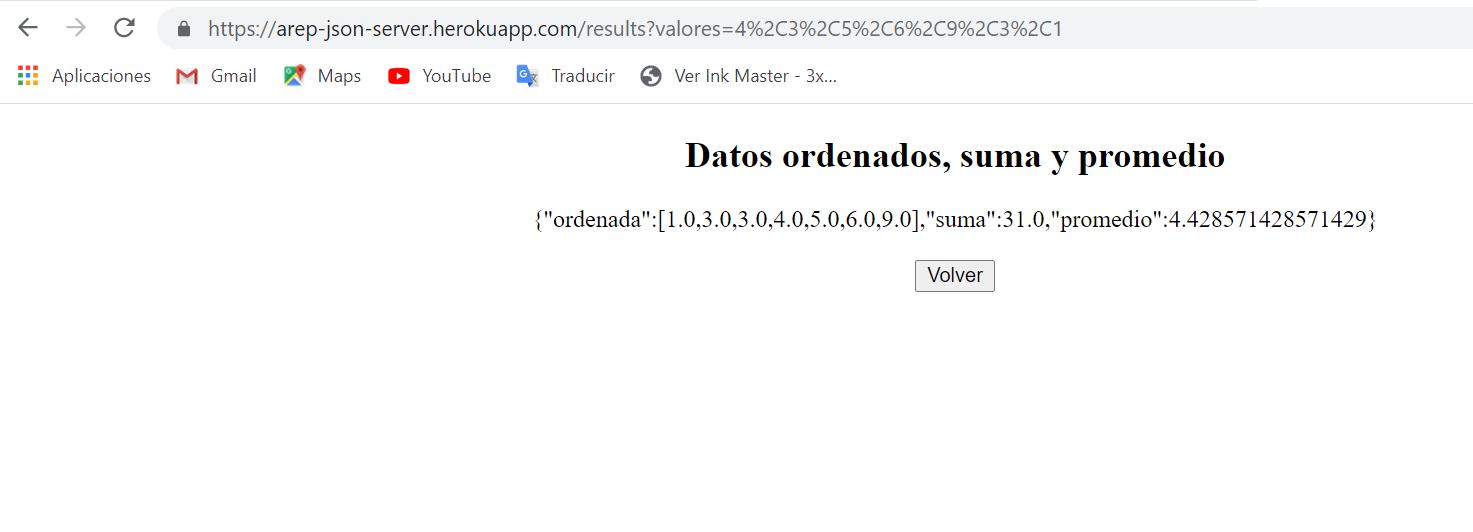 https://arep-json-server.herokuapp.com/results?valores=4%2C3%2C5%2C6%2C9%2C3%2C1
Aplicaciones Gmail Maps YouTube Traducir Ver Ink Master - 3x...
Datos ordenados, suma y promedio
{"ordenada":[1.0,3.0,3.0,4.0,5.0,6.0,9.0],"suma":31.0,"promedio":4.428571428571429}
Volver